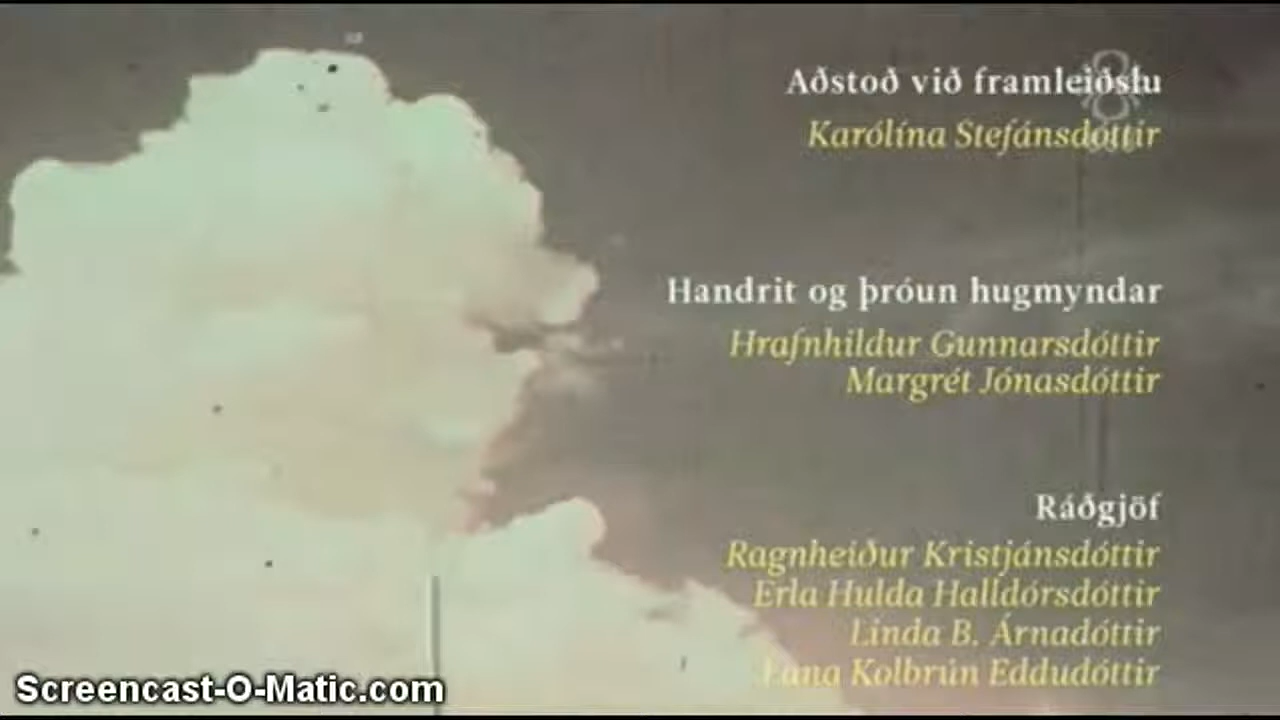 Aðstoð við framleiðslu
Karólína Stefánsdóttir
Handrit og þróun hugmyndar
Hrafnhildur Gunnarsdóttir
Margrét Jónasdóttir
Ráðgjöf
Ragnheiður Kristjánsdóttir
Erla Hulda Halldórsdóttir
Linda B. Árnadóttir
Lana Kolbrún Eddudóttir
Screencast-O-Matic.com